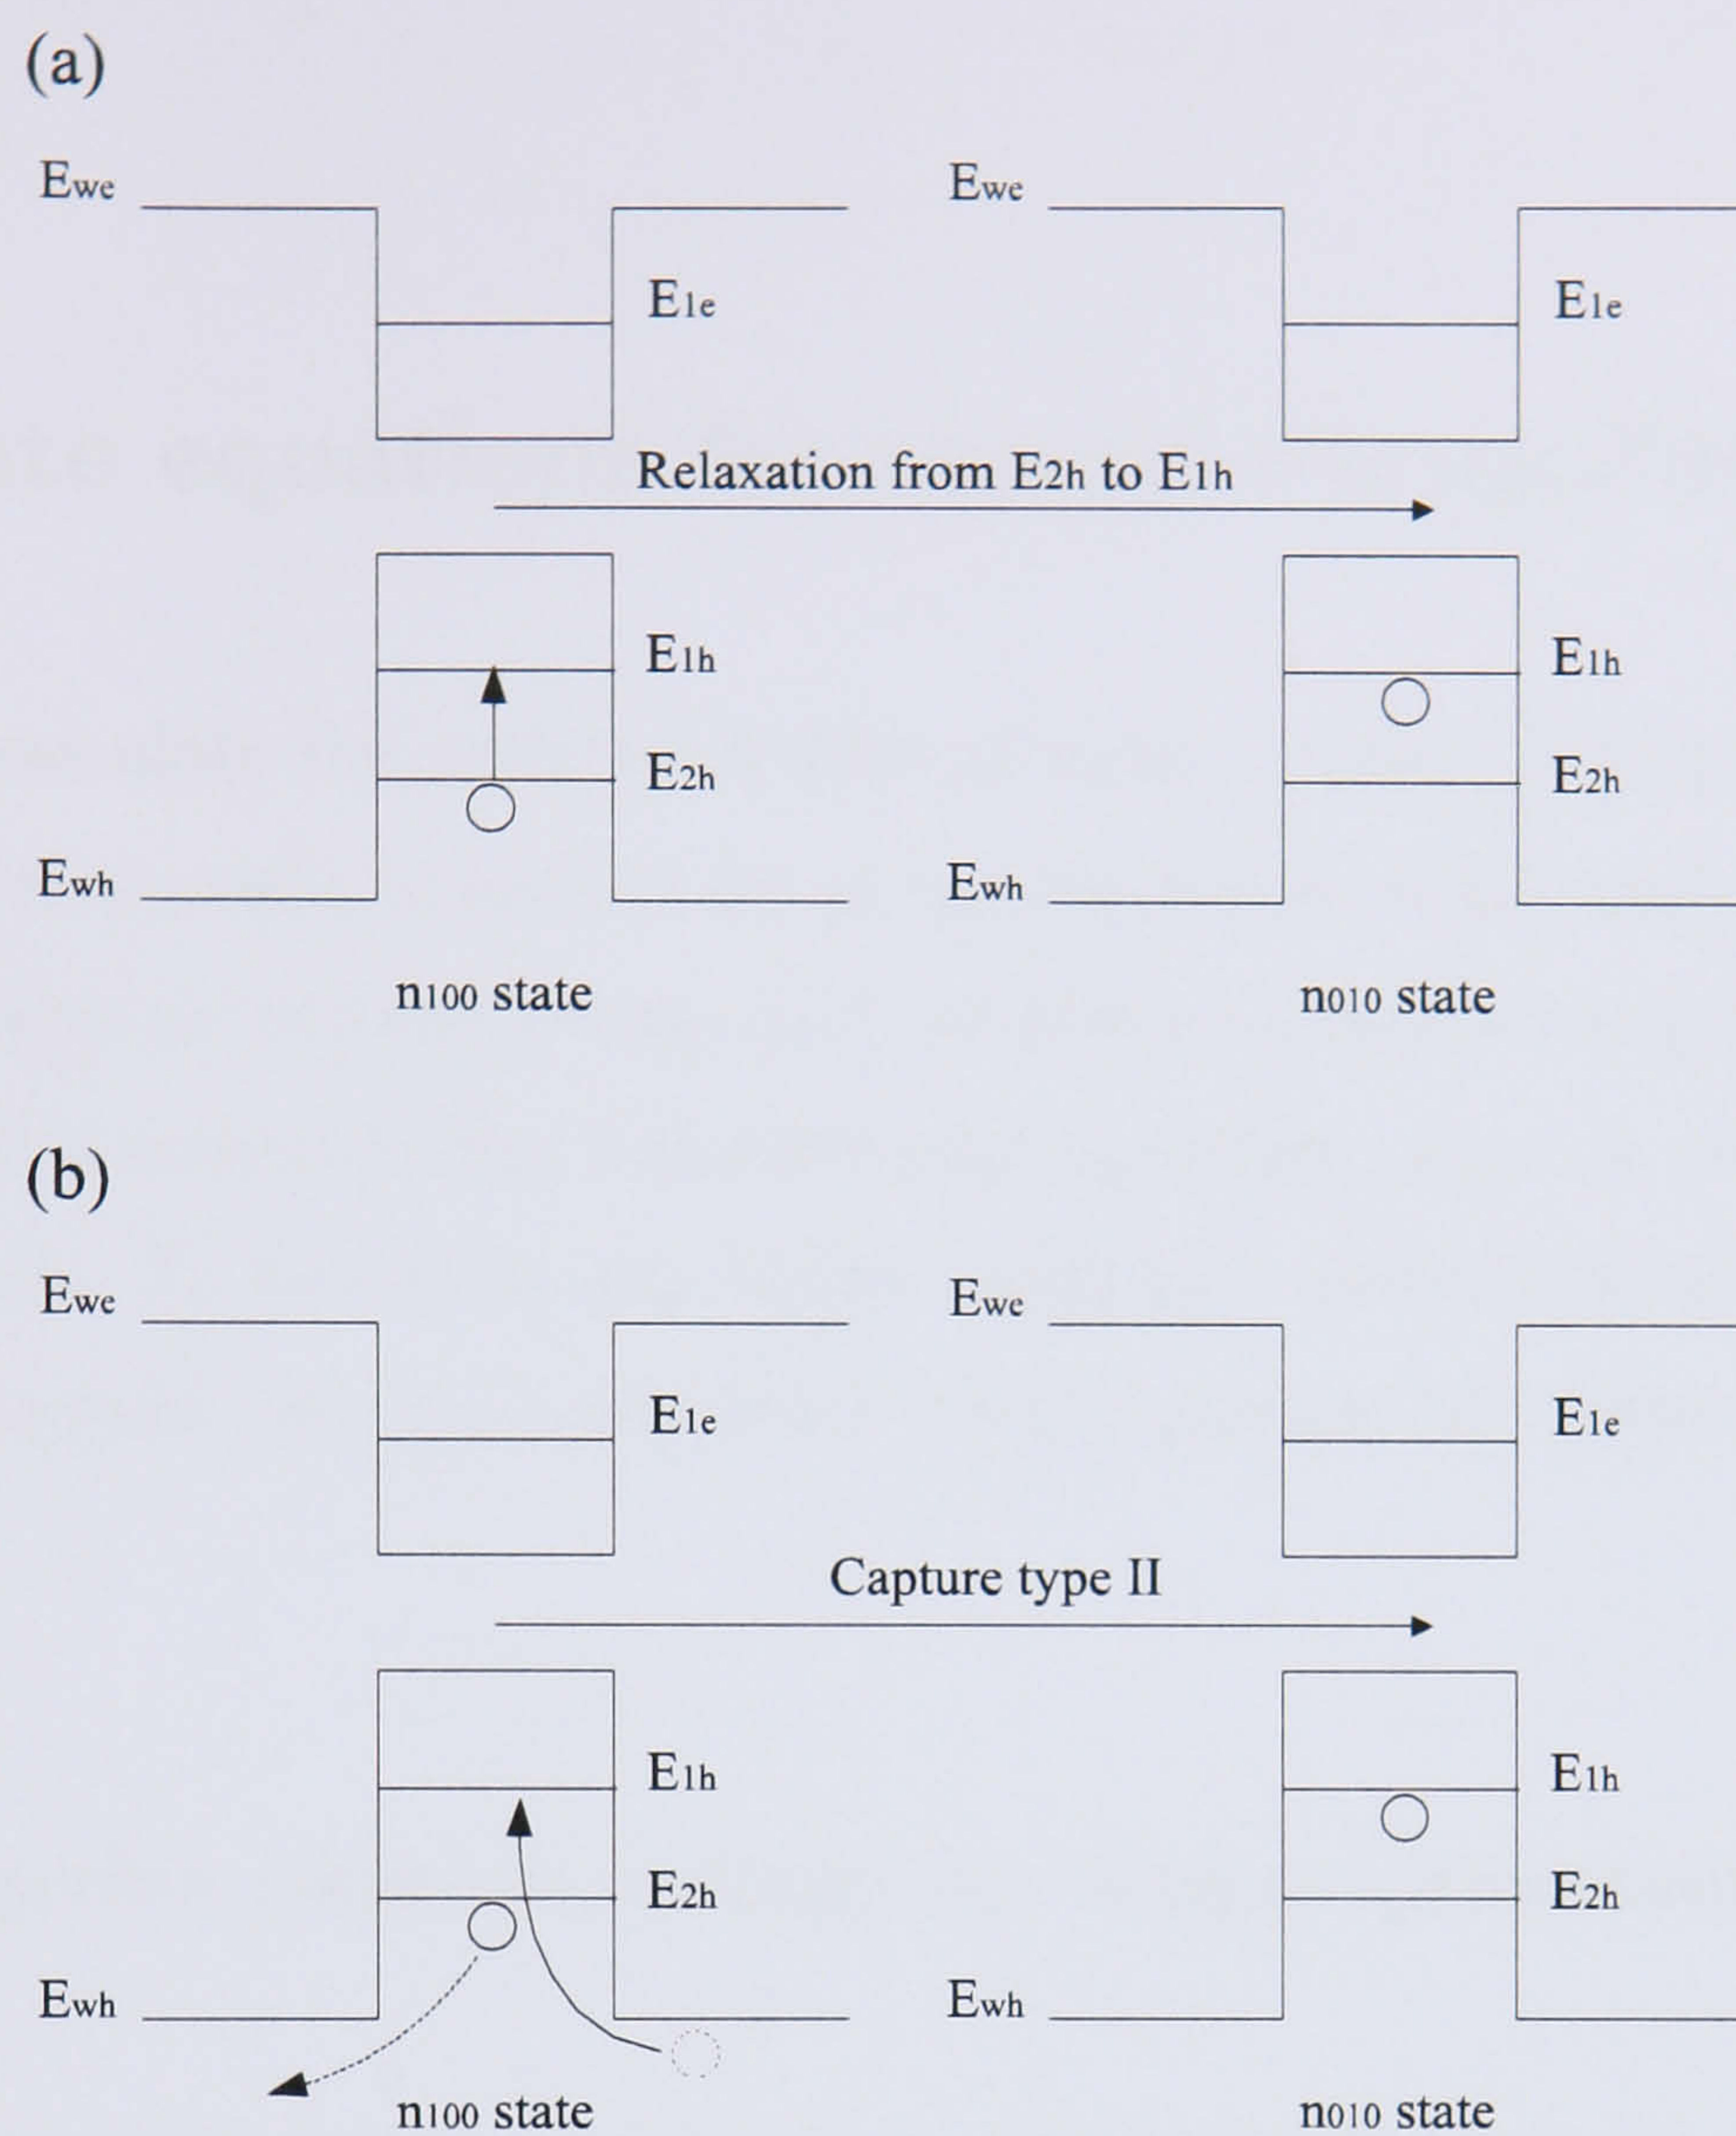 (a)
Ewe
Ewe
E1e
E1e
Relaxation from E2h to E1h
E1h
E1h
E2h
E2h
Ewh
Ewh
n100 state
n010 state
(b)
Ewe
Ewe
E1e
E1e
Capture type II
E1h
E1h
E2h
E2h
Ewh
Ewh
n100 state
n010 state